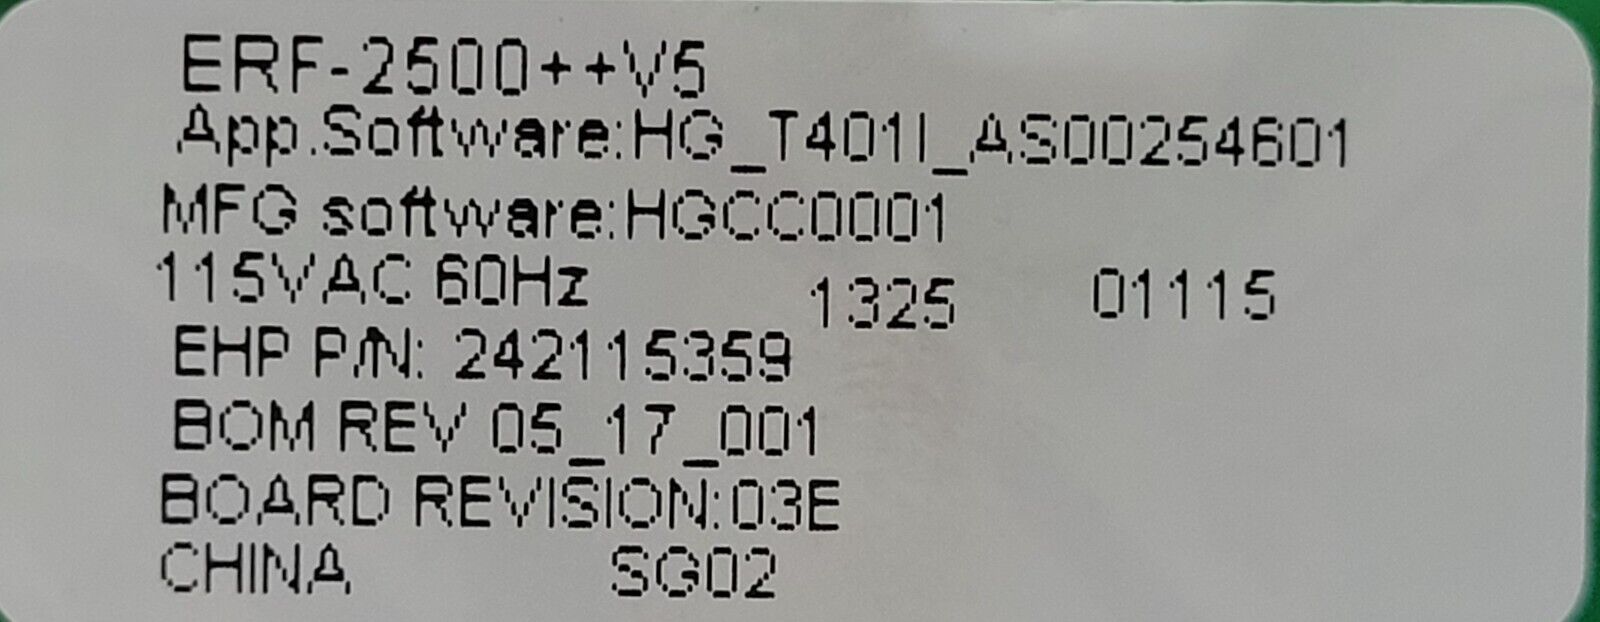 ERF-2500++V5
App.Software:HG_T401I_AS00254601
MFG software:HGCC0001
115VAC 60Hz 1325 01115
EHP P/N: 242115359
BOM REV 05_17_001
BOARD REVISION:03E
CHINA SG02